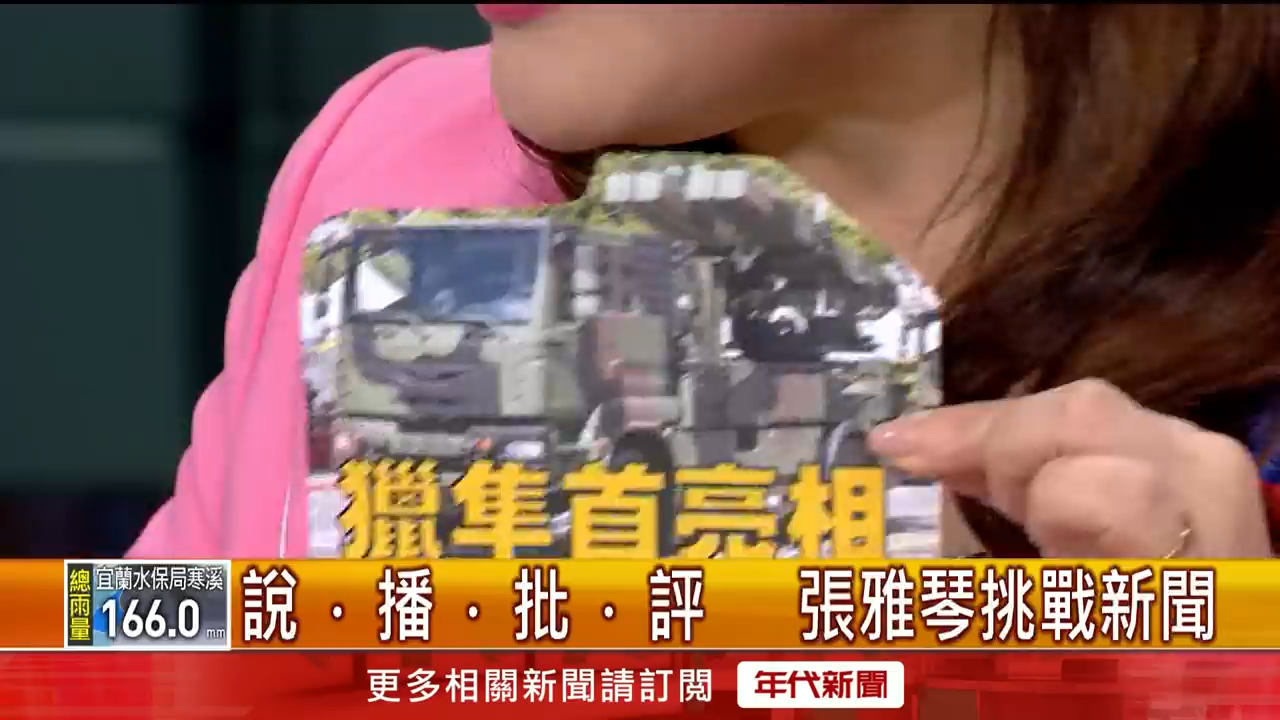 獵隼首亮相
總雨量
宜蘭水保局寒溪
166.0 mm
說.播.批.評 張雅琴挑戰新聞
更多相關新聞請訂閱 年代新聞